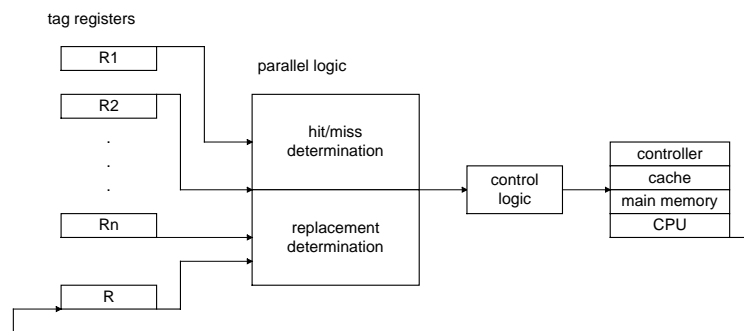 tag registers
R1
parallel logic
R2
.
.
.
hit/miss
determination
control
logic
controller
cache
main memory
CPU
Rn
replacement
determination
R